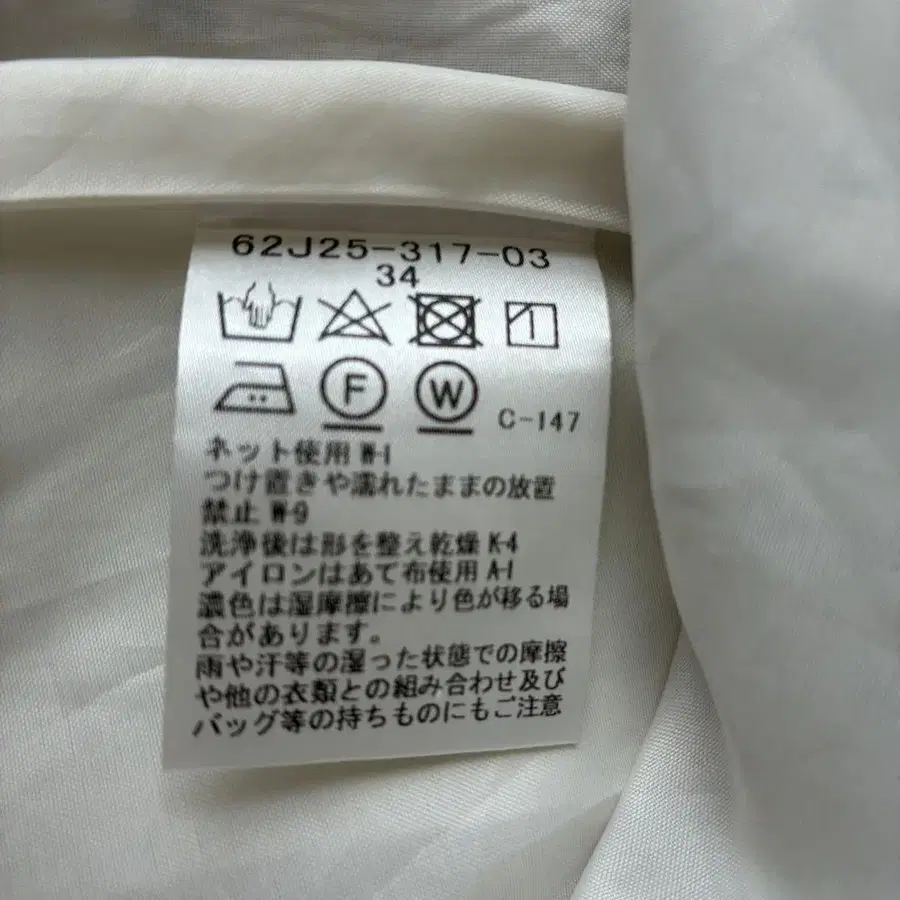 62J25-317-03
34
F W C-147
ネット使用 W-1
つけ置きや濡れたままの放置
禁止 W-9
洗浄後は形を整え乾燥 K-4
アイロンはあて布使用 A-1
濃色は湿摩擦により色が移る場
合があります。
雨や汗等の湿った状態での摩擦
や他の衣類との組み合わせ及び
バッグ等の持ちものにもご注意